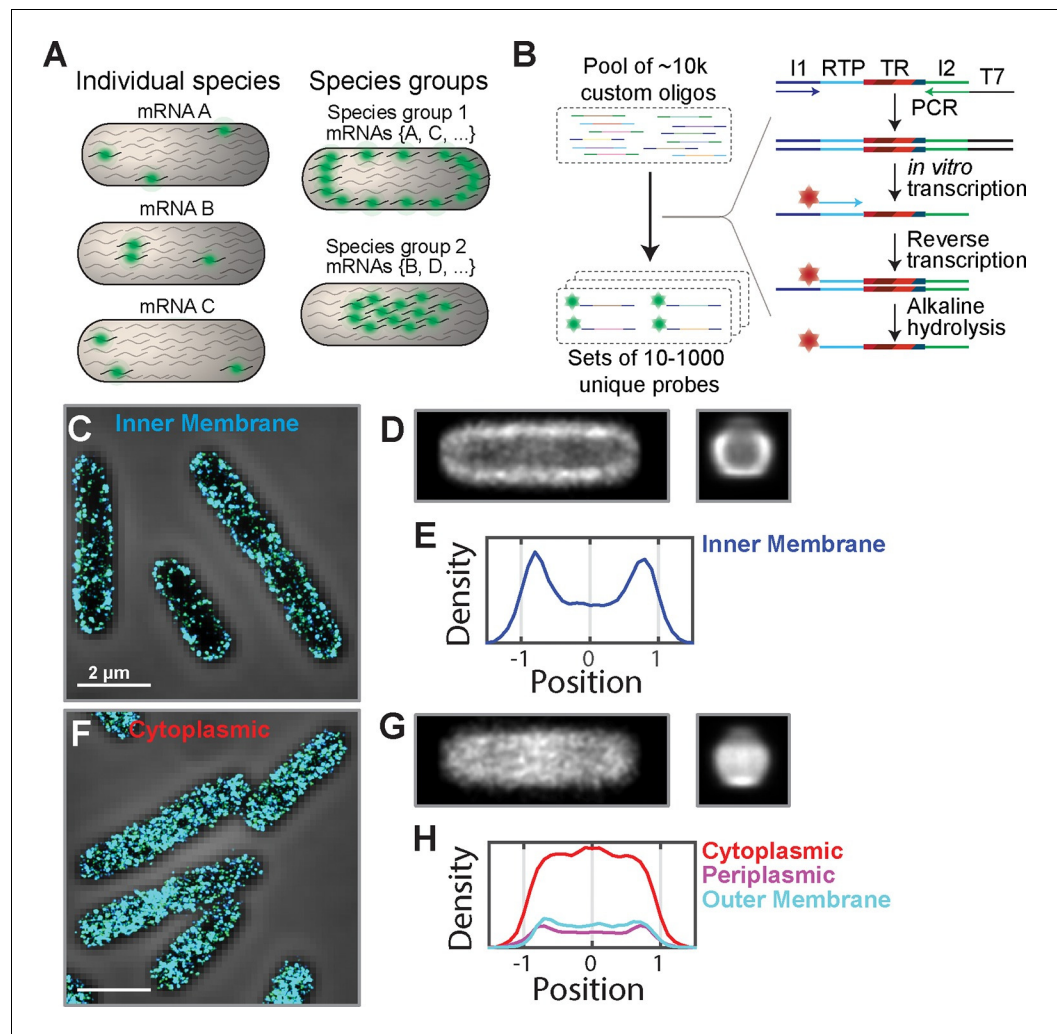 A
Individual species
mRNA A
mRNA B
mRNA C
Species groups
Species group 1
mRNAs {A, C, ...}
Species group 2
mRNAs {B, D, ...}
B
Pool of ~10k
custom oligos
Sets of 10-1000
unique probes
I1 RTP TR I2 T7
PCR
in vitro
transcription
Reverse
transcription
Alkaline
hydrolysis
C
Inner Membrane
2 µm
D
E
Inner Membrane
Density
-1 0 1
Position
F
Cytoplasmic
G
H
Cytoplasmic
Periplasmic
Outer Membrane
Density
-1 0 1
Position